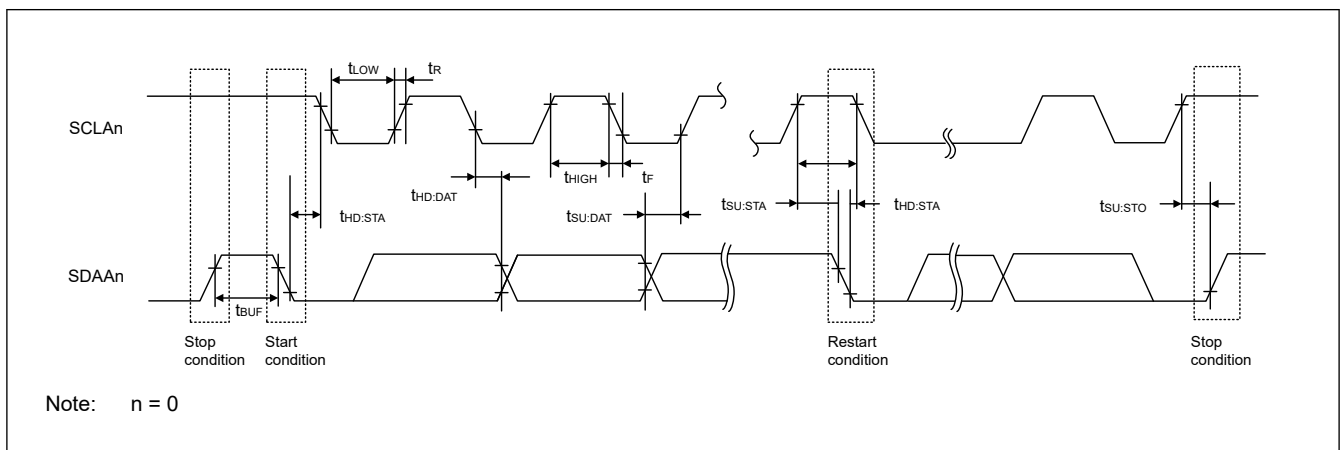 tLOW
tR
SCLAn
tHIGH
tF
tHD:DAT
tHD:STA
tSU:DAT
tSU:STA
tHD:STA
tSU:STO
SDAAn
tBUF
Stop
condition
Start
condition
Restart
condition
Stop
condition
Note: n = 0